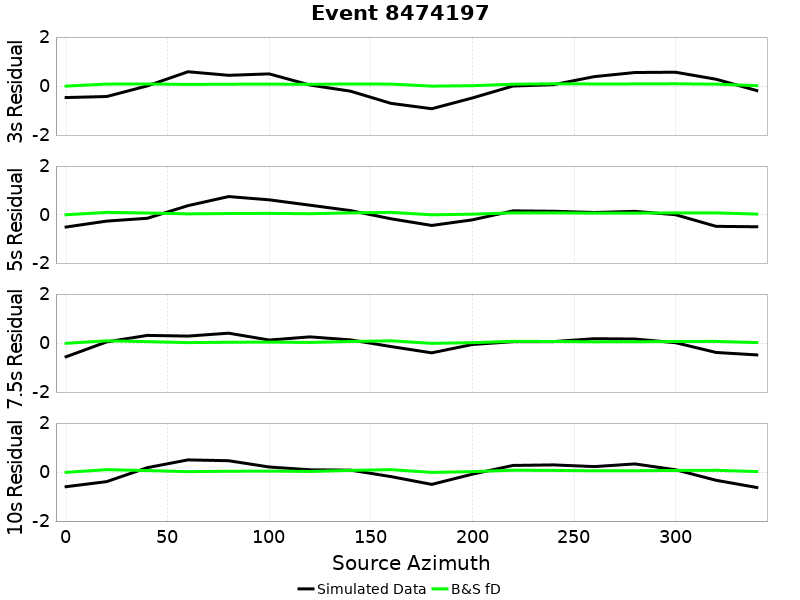 Event 8474197
3s Residual
2
0
-2
5s Residual
2
0
-2
7.5s Residual
2
0
-2
10s Residual
2
0
-2
0 50 100 150 200 250 300
Source Azimuth
Simulated Data B&S fD